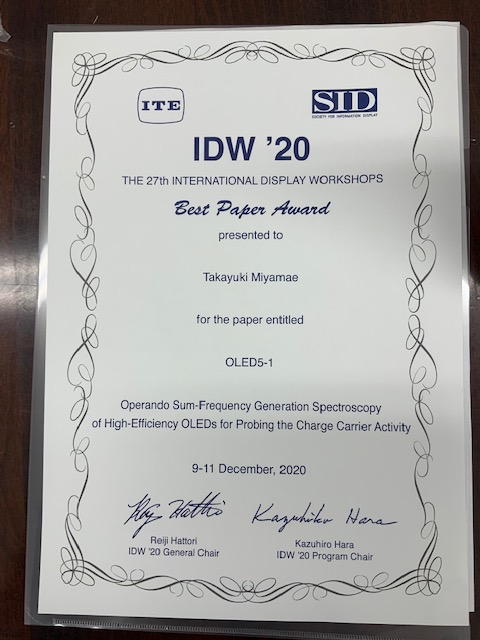 ITE
SID
SOCIETY FOR INFORMATION DISPLAY
IDW ’20
THE 27th INTERNATIONAL DISPLAY WORKSHOPS
Best Paper Award
presented to
Takayuki Miyamae
for the paper entitled
OLED5-1
Operando Sum-Frequency Generation Spectroscopy
of High-Efficiency OLEDs for Probing the Charge Carrier Activity
9-11 December, 2020
Kazuhiko Hara
Reiji Hattori
IDW ’20 General Chair
Kazuhiro Hara
IDW ’20 Program Chair